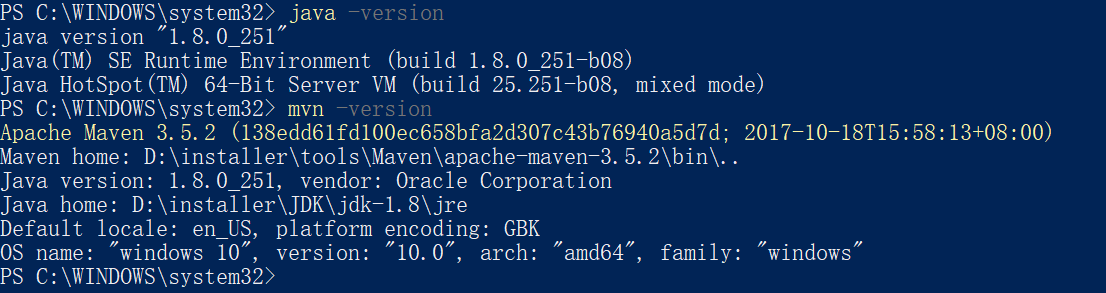 PS C:\WINDOWS\system32> java -version
java version "1.8.0_251"
Java(TM) SE Runtime Environment (build 1.8.0_251-b08)
Java HotSpot(TM) 64-Bit Server VM (build 25.251-b08, mixed mode)
PS C:\WINDOWS\system32> mvn -version
Apache Maven 3.5.2 (138edd61fd100ec658bfa2d307c43b76940a5d7d; 2017-10-18T15:58:13+08:00)
Maven home: D:\installer\tools\Maven\apache-maven-3.5.2\bin\..
Java version: 1.8.0_251, vendor: Oracle Corporation
Java home: D:\installer\JDK\jdk-1.8\jre
Default locale: en_US, platform encoding: GBK
OS name: "windows 10", version: "10.0", arch: "amd64", family: "windows"
PS C:\WINDOWS\system32>